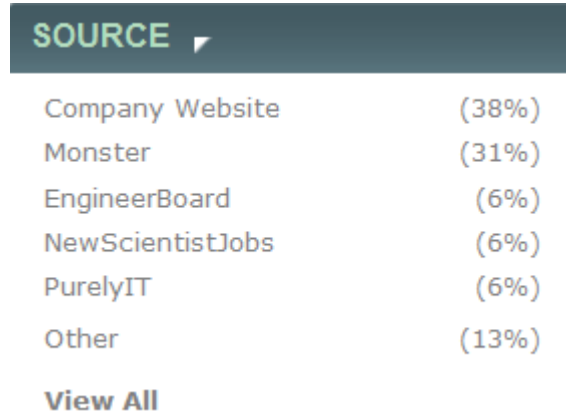 SOURCE
Company Website (38%)
Monster (31%)
EngineerBoard (6%)
NewScientistJobs (6%)
PurelyIT (6%)
Other (13%)
View All